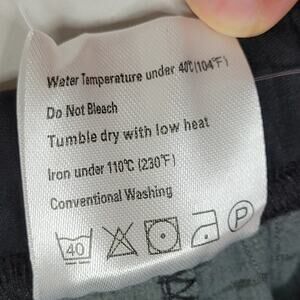 Water Temperature under 40℃(104℉)
Do Not Bleach
Tumble dry with low heat
Iron under 110℃(230℉)
Conventional Washing
40 P